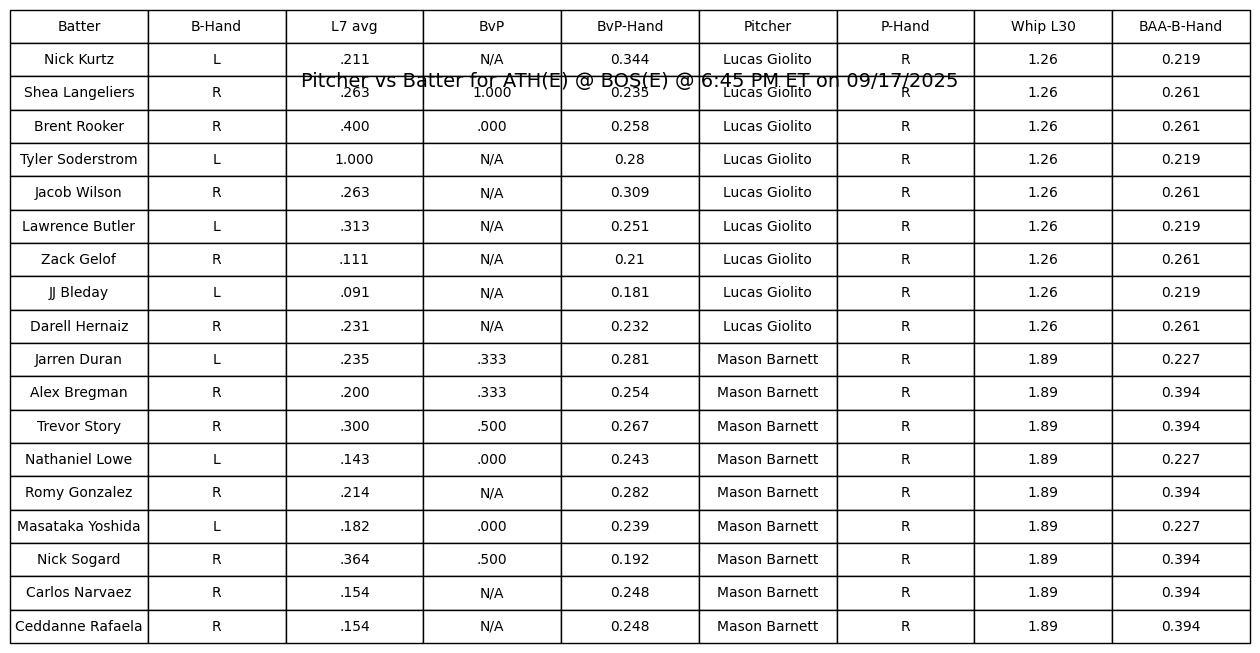 Batter B-Hand L7 avg BvP BvP-Hand Pitcher P-Hand Whip L30 BAA-B-Hand
Nick Kurtz L .211 N/A 0.344 Lucas Giolito R 1.26 0.219
Pitcher vs Batter for ATH(E) @ BOS(E) @ 6:45 PM ET on 09/17/2025
Shea Langeliers R .263 1.000 0.235 Lucas Giolito R 1.26 0.261
Brent Rooker R .400 .000 0.258 Lucas Giolito R 1.26 0.261
Tyler Soderstrom L 1.000 N/A 0.28 Lucas Giolito R 1.26 0.219
Jacob Wilson R .263 N/A 0.309 Lucas Giolito R 1.26 0.261
Lawrence Butler L .313 N/A 0.251 Lucas Giolito R 1.26 0.219
Zack Gelof R .111 N/A 0.21 Lucas Giolito R 1.26 0.261
JJ Bleday L .091 N/A 0.181 Lucas Giolito R 1.26 0.219
Darell Hernaiz R .231 N/A 0.232 Lucas Giolito R 1.26 0.261
Jarren Duran L .235 .333 0.281 Mason Barnett R 1.89 0.227
Alex Bregman R .200 .333 0.254 Mason Barnett R 1.89 0.394
Trevor Story R .300 .500 0.267 Mason Barnett R 1.89 0.394
Nathaniel Lowe L .143 .000 0.243 Mason Barnett R 1.89 0.227
Romy Gonzalez R .214 N/A 0.282 Mason Barnett R 1.89 0.394
Masataka Yoshida L .182 .000 0.239 Mason Barnett R 1.89 0.227
Nick Sogard R .364 .500 0.192 Mason Barnett R 1.89 0.394
Carlos Narvaez R .154 N/A 0.248 Mason Barnett R 1.89 0.394
Ceddanne Rafaela R .154 N/A 0.248 Mason Barnett R 1.89 0.394